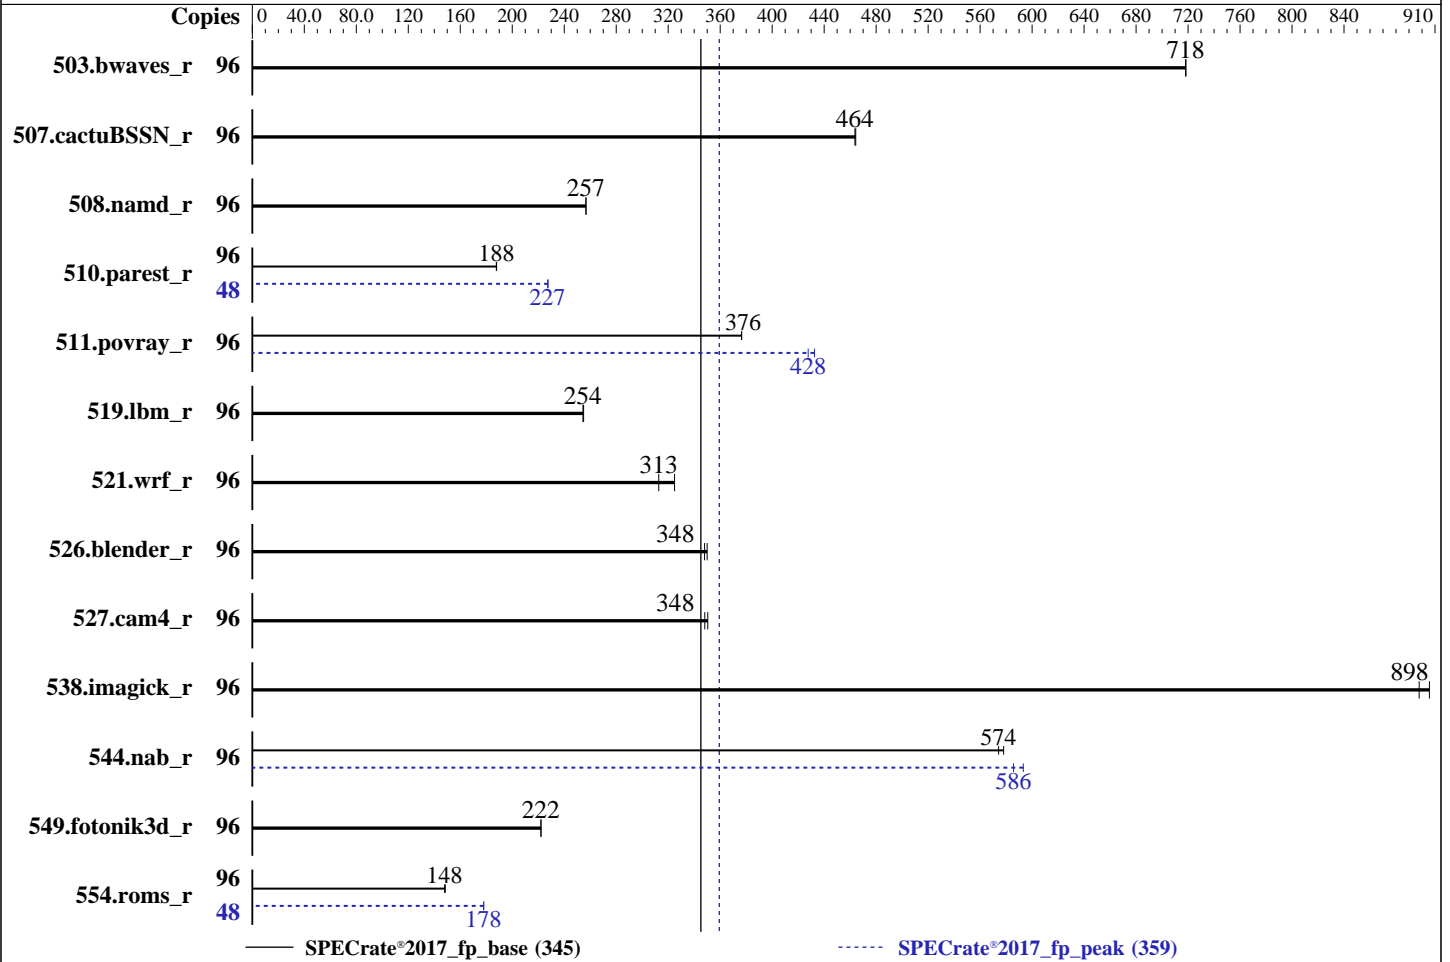 Copies 0 40.0 80.0 120 160 200 240 280 320 360 400 440 480 520 560 600 640 680 720 760 800 840 910
503.bwaves_r 96 718
507.cactuBSSN_r 96 464
508.namd_r 96 257
510.parest_r 96 188
48 227
511.povray_r 96 376
428
519.lbm_r 96 254
521.wrf_r 96 313
526.blender_r 96 348
527.cam4_r 96 348
538.imagick_r 96 898
544.nab_r 96 574
586
549.fotonik3d_r 96 222
554.roms_r 96 148
48 178
SPECrate®2017_fp_base (345) SPECrate®2017_fp_peak (359)